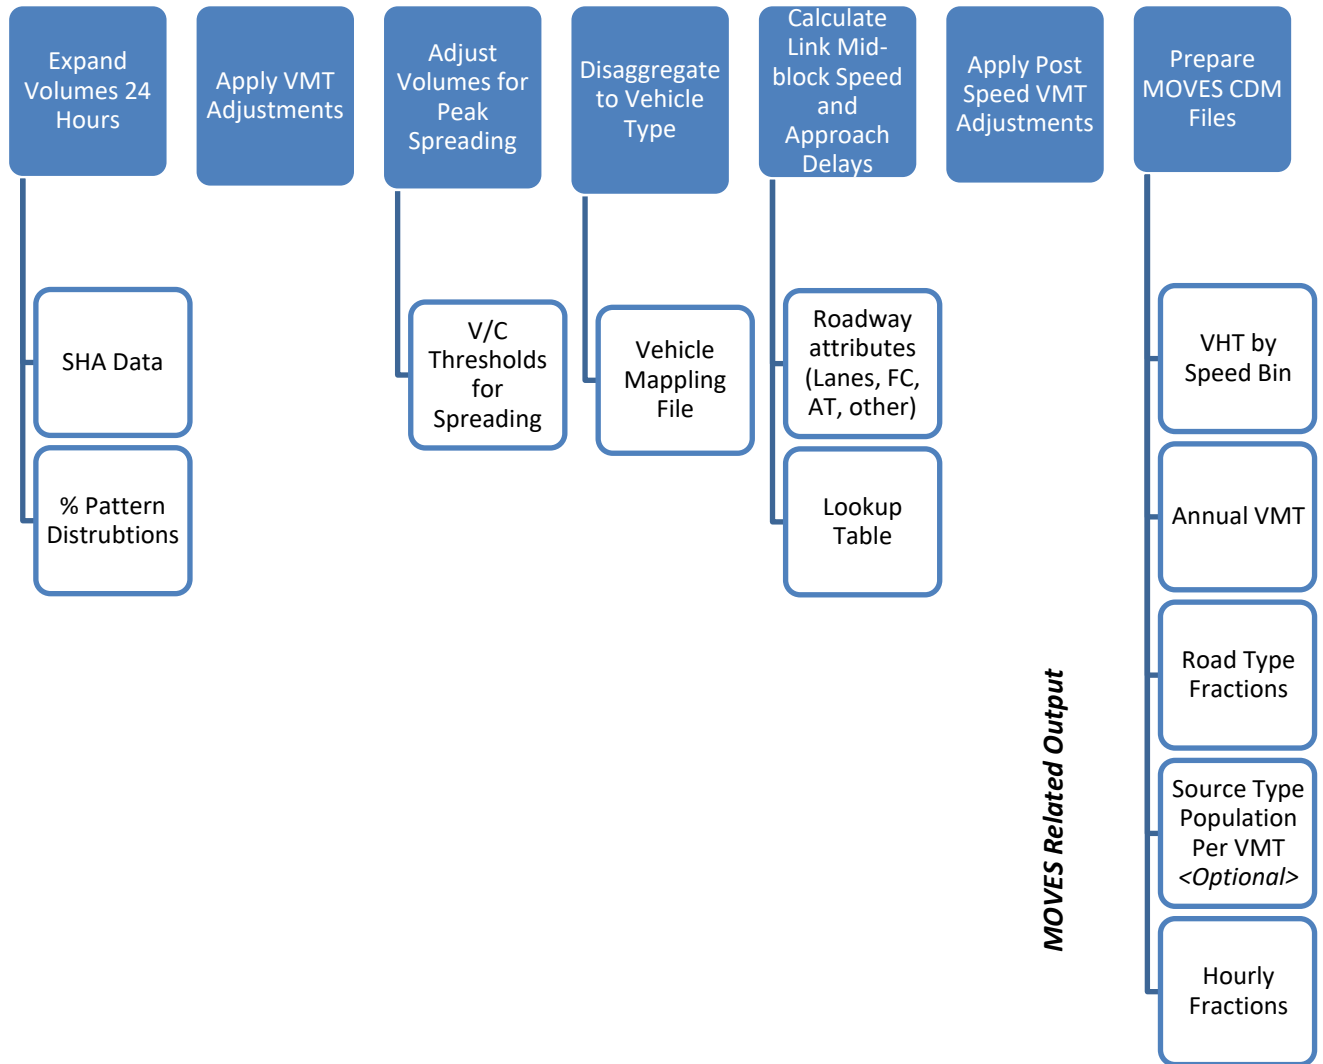 Expand
Volumes 24
Hours
Apply VMT
Adjustments
Adjust
Volumes for
Peak
Spreading
Disaggregate
to Vehicle
Type
Calculate
Link Mid-
block Speed
and
Approach
Delays
Apply Post
Speed VMT
Adjustments
Prepare
MOVES CDM
Files
SHA Data
% Pattern
Distrubtions
V/C
Thresholds
for
Spreading
Vehicle
Mappling
File
Roadway
attributes
(Lanes, FC,
AT, other)
Lookup
Table
MOVES Related Output
VHT by
Speed Bin
Annual VMT
Road Type
Fractions
Source Type
Population
Per VMT
<Optional>
Hourly
Fractions